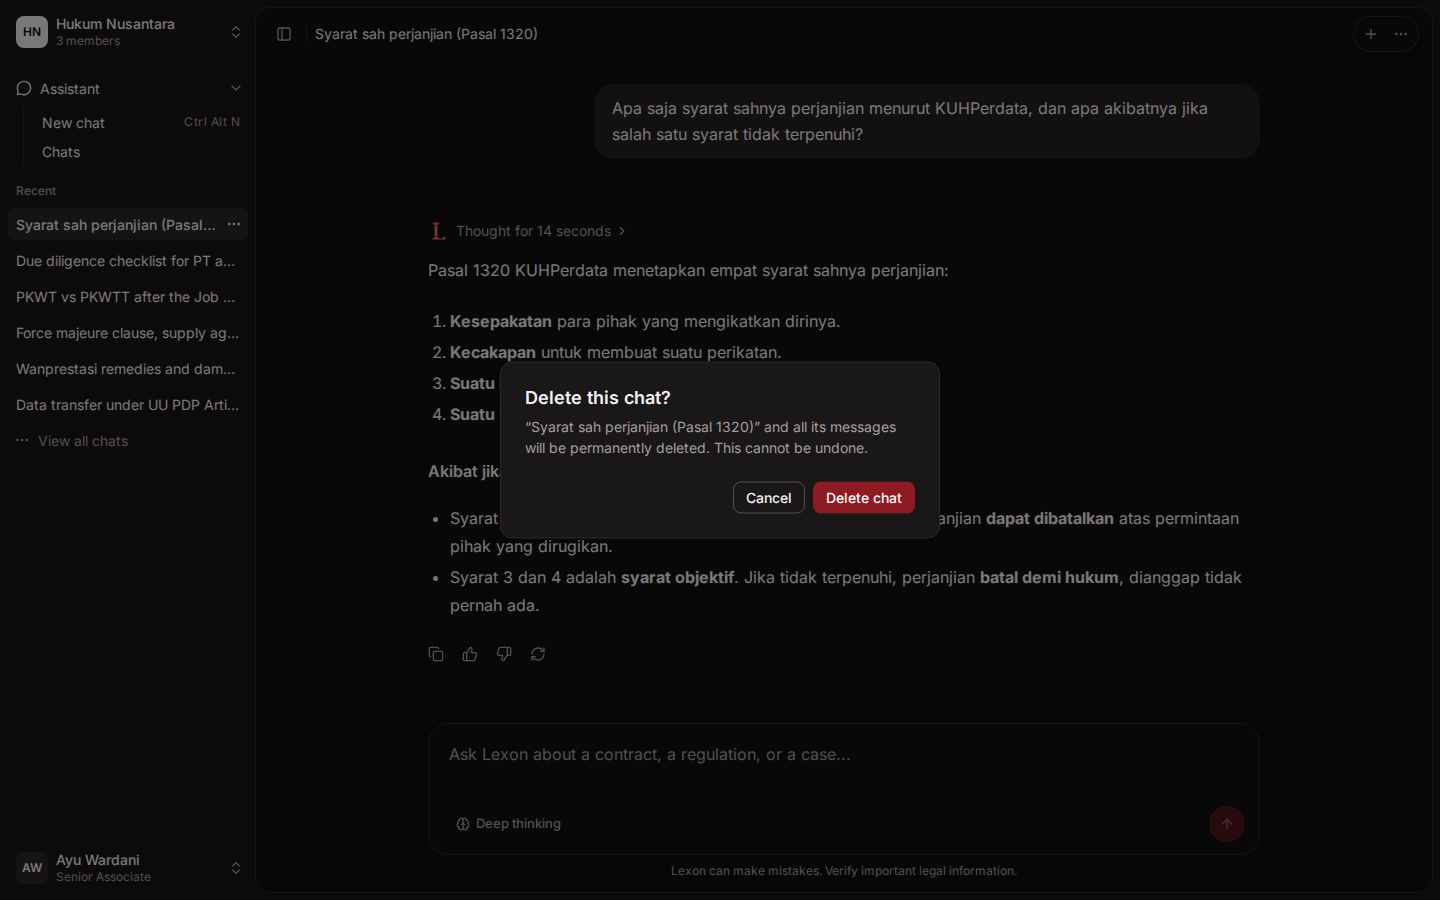 HN
Hukum Nusantara
3 members
Assistant
New chat
Ctrl Alt N
Chats
Recent
Syarat sah perjanjian (Pasal...
Due diligence checklist for PT a...
PKWT vs PKWTT after the Job ...
Force majeure clause, supply ag...
Wanprestasi remedies and dam...
Data transfer under UU PDP Arti...
View all chats
AW
Ayu Wardani
Senior Associate
Syarat sah perjanjian (Pasal 1320)
Apa saja syarat sahnya perjanjian menurut KUHPerdata, dan apa akibatnya jika
salah satu syarat tidak terpenuhi?
L
Thought for 14 seconds
Pasal 1320 KUHPerdata menetapkan empat syarat sahnya perjanjian:
1. Kesepakatan para pihak yang mengikatkan dirinya.
2. Kecakapan untuk membuat suatu perikatan.
3. Suatu
4. Suatu
Akibat jik
Delete this chat?
“Syarat sah perjanjian (Pasal 1320)” and all its messages
will be permanently deleted. This cannot be undone.
Cancel
Delete chat
Syarat
anjian dapat dibatalkan atas permintaan
pihak yang dirugikan.
Syarat 3 dan 4 adalah syarat objektif. Jika tidak terpenuhi, perjanjian batal demi hukum, dianggap tidak
pernah ada.
Ask Lexon about a contract, a regulation, or a case...
Deep thinking
Lexon can make mistakes. Verify important legal information.